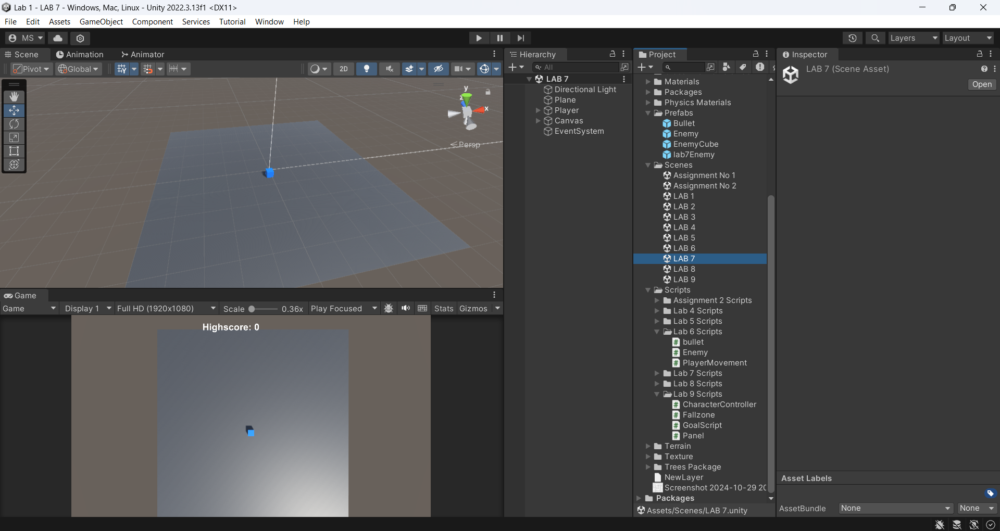 Lab 1 - LAB 7 - Windows, Mac, Linux - Unity 2022.3.13f1 <DX11>
File Edit Assets GameObject Component Services Tutorial Window Help
MS
Layers
Layout
Scene
Animation
Animator
Pivot
Global
2D
y
z
x
Persp
Game
Game
Display 1
Full HD (1920x1080)
Scale
0.36x
Play Focused
Stats
Gizmos
Highscore: 0
Hierarchy
All
LAB 7
Directional Light
Plane
Player
Canvas
EventSystem
Project
Materials
Packages
Physics Materials
Prefabs
Bullet
Enemy
EnemyCube
lab7Enemy
Scenes
Assignment No 1
Assignment No 2
LAB 1
LAB 2
LAB 3
LAB 4
LAB 5
LAB 6
LAB 7
LAB 8
LAB 9
Scripts
Assignment 2 Scripts
Lab 4 Scripts
Lab 5 Scripts
Lab 6 Scripts
bullet
Enemy
PlayerMovement
Lab 7 Scripts
Lab 8 Scripts
Lab 9 Scripts
CharacterController
Fallzone
GoalScript
Panel
Terrain
Texture
Trees Package
NewLayer
Screenshot 2024-10-29 20
Packages
Assets/Scenes/LAB 7.unity
Inspector
LAB 7 (Scene Asset)
Open
Asset Labels
AssetBundle
None
None